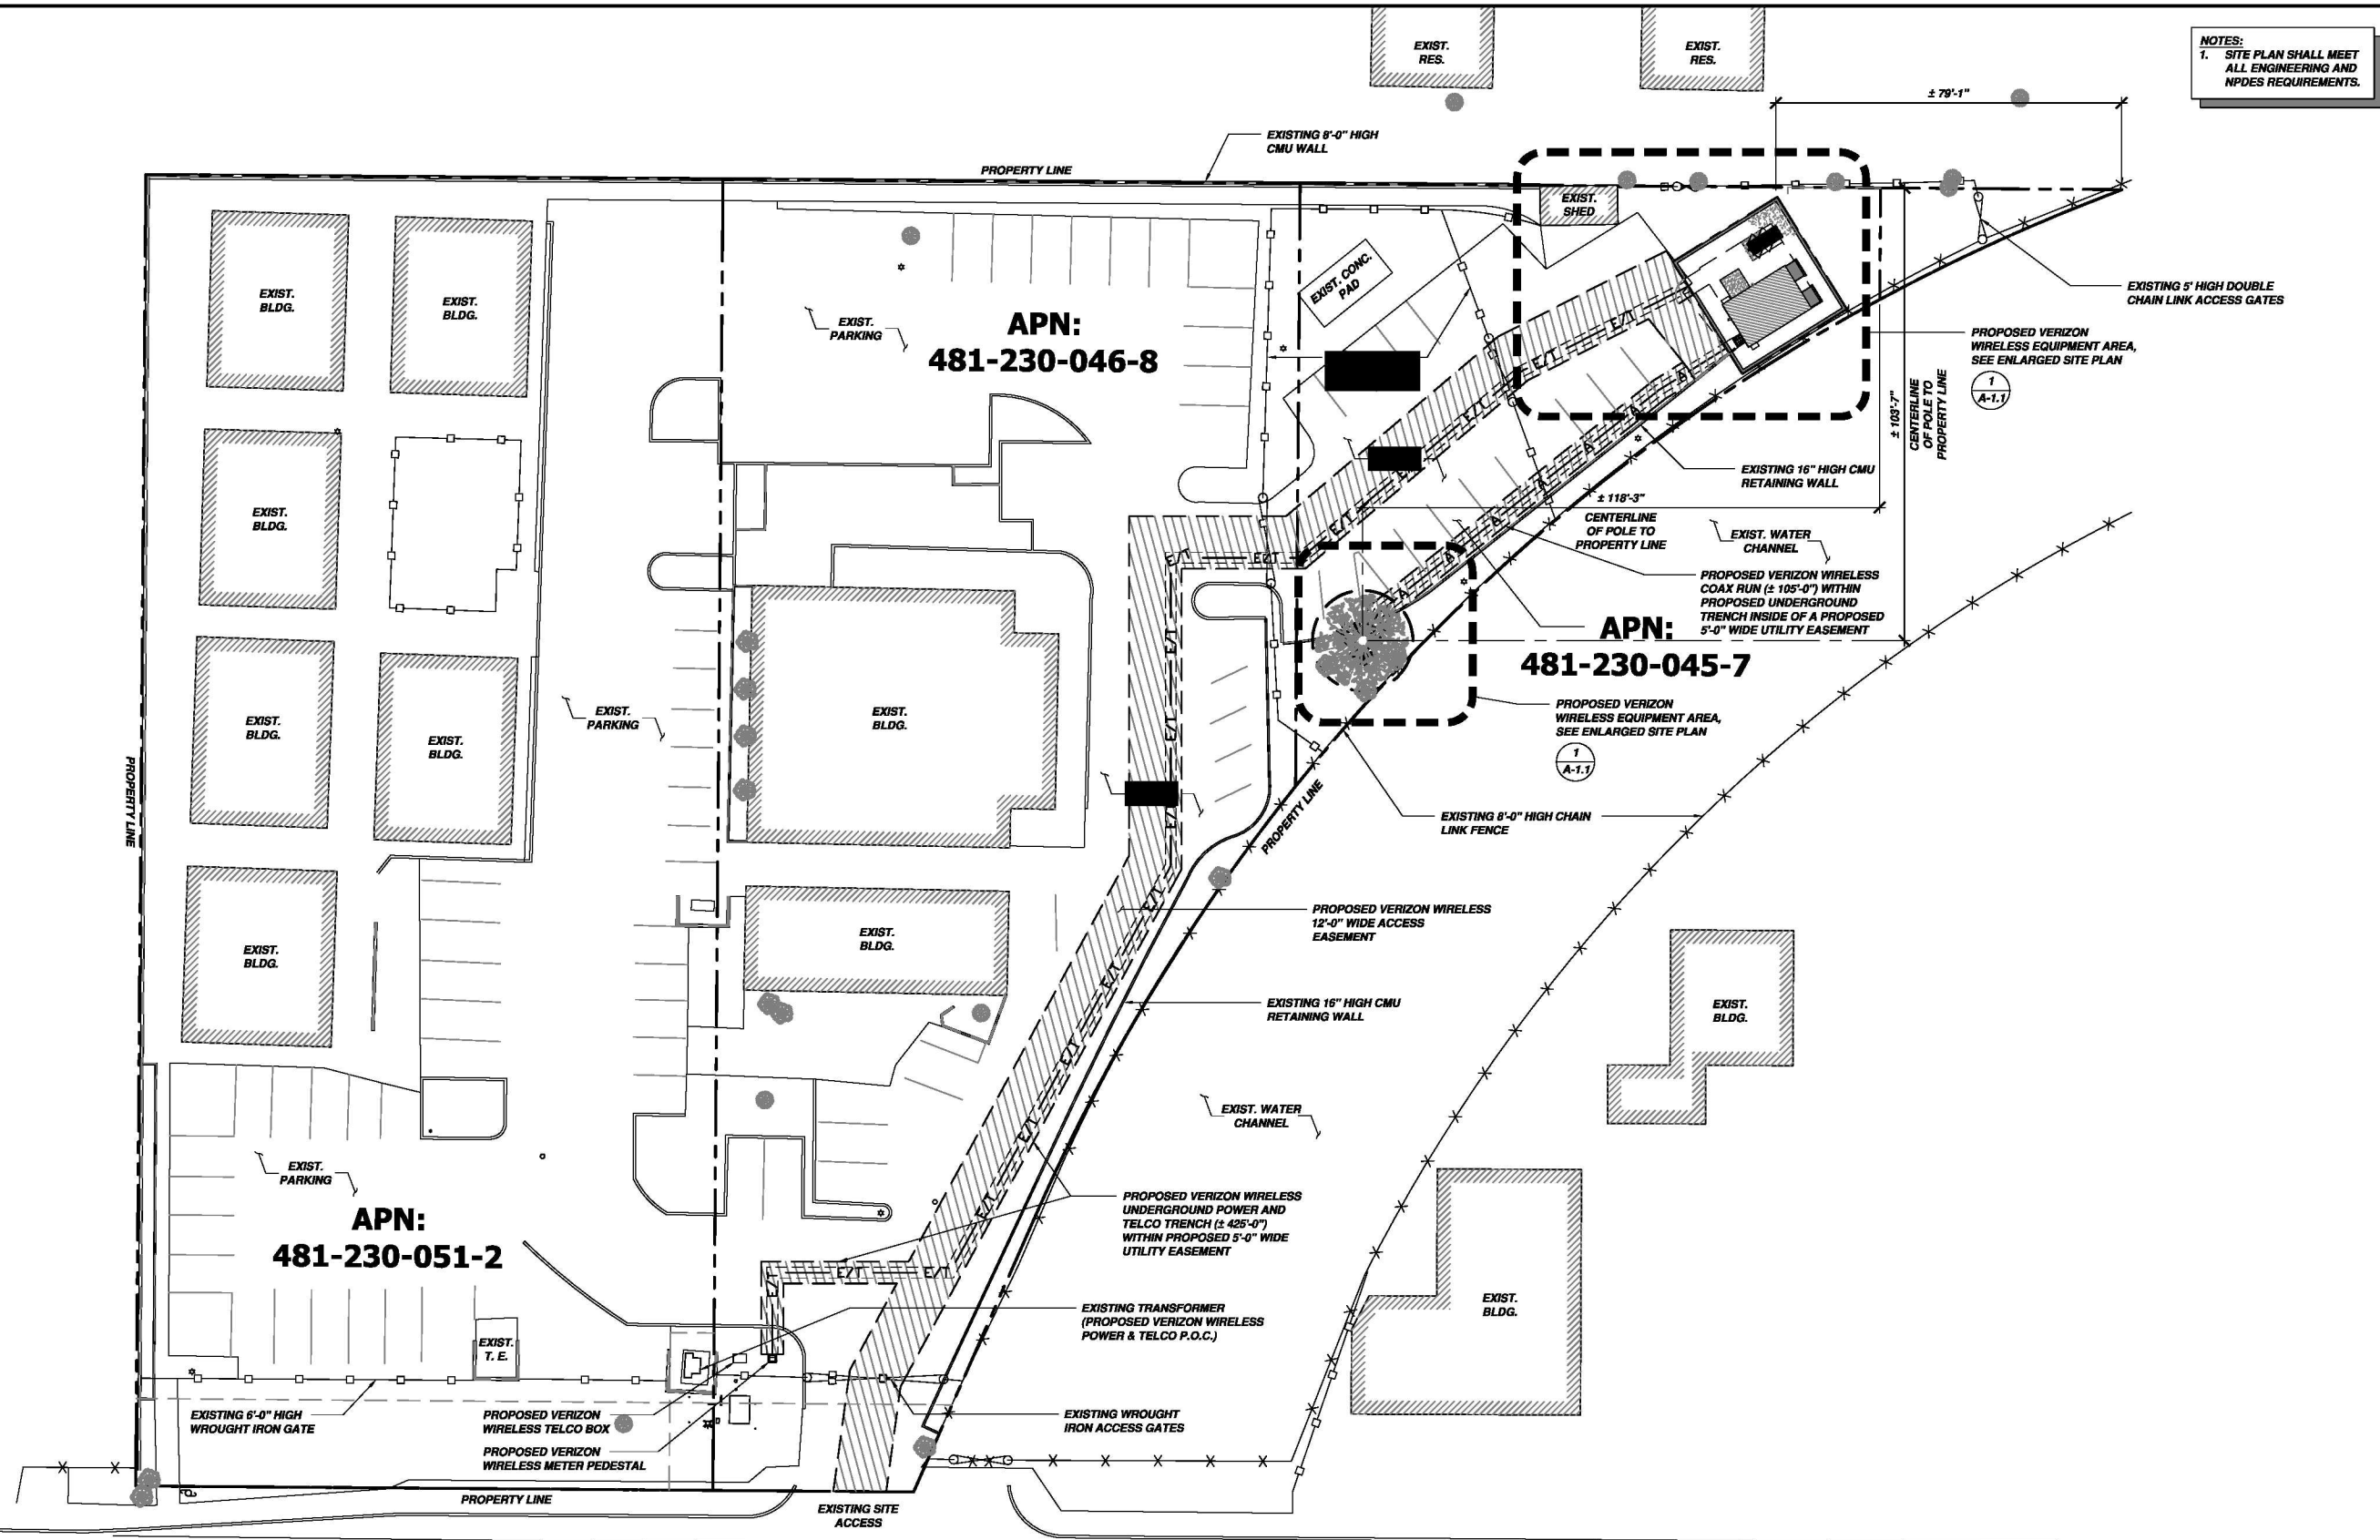 EXIST.
RES.
EXIST.
RES.
NOTES:
1. SITE PLAN SHALL MEET
ALL ENGINEERING AND
NPDES REQUIREMENTS.
± 79'-1"
EXISTING 8'-0" HIGH
CMU WALL
PROPERTY LINE
EXIST.
SHED
EXIST.
BLDG.
EXIST.
BLDG.
EXIST. CONC.
PAD
EXISTING 5' HIGH DOUBLE
CHAIN LINK ACCESS GATES
EXIST.
PARKING
APN:
481-230-046-8
E/T
PROPOSED VERIZON
WIRELESS EQUIPMENT AREA,
SEE ENLARGED SITE PLAN
1
A-1.1
E/T
A
± 103'-7"
CENTERLINE
OF POLE TO
PROPERTY LINE
E/T
A
A
EXIST.
BLDG.
A
EXISTING 16" HIGH CMU
RETAINING WALL
A
± 118'-3"
CENTERLINE
OF POLE TO
PROPERTY LINE
E/T
A
EXIST. WATER
CHANNEL
E/T
E/T
A
A
PROPOSED VERIZON WIRELESS
COAX RUN (± 105'-0") WITHIN
PROPOSED UNDERGROUND
TRENCH INSIDE OF A PROPOSED
5'-0" WIDE UTILITY EASEMENT
APN:
481-230-045-7
E/T
EXIST.
BLDG.
EXIST.
BLDG.
EXIST.
PARKING
EXIST.
BLDG.
E/T
PROPOSED VERIZON
WIRELESS EQUIPMENT AREA,
SEE ENLARGED SITE PLAN
1
A-1.1
PROPERTY LINE
PROPERTY LINE
E/T
EXISTING 8'-0" HIGH CHAIN
LINK FENCE
E/T
PROPOSED VERIZON WIRELESS
12'-0" WIDE ACCESS
EASEMENT
EXIST.
BLDG.
EXIST.
BLDG.
E/T
EXISTING 16" HIGH CMU
RETAINING WALL
EXIST.
BLDG.
E/T
E/T
EXIST. WATER
CHANNEL
EXIST.
PARKING
APN:
481-230-051-2
E/T
PROPOSED VERIZON WIRELESS
UNDERGROUND POWER AND
TELCO TRENCH (± 425'-0")
WITHIN PROPOSED 5'-0" WIDE
UTILITY EASEMENT
E/T
E/T
E/T
EXIST.
BLDG.
EXISTING TRANSFORMER
(PROPOSED VERIZON WIRELESS
POWER & TELCO P.O.C.)
EXIST.
T. E.
EXISTING 6'-0" HIGH
WROUGHT IRON GATE
PROPOSED VERIZON
WIRELESS TELCO BOX
PROPOSED VERIZON
WIRELESS METER PEDESTAL
EXISTING WROUGHT
IRON ACCESS GATES
PROPERTY LINE
EXISTING SITE
ACCESS